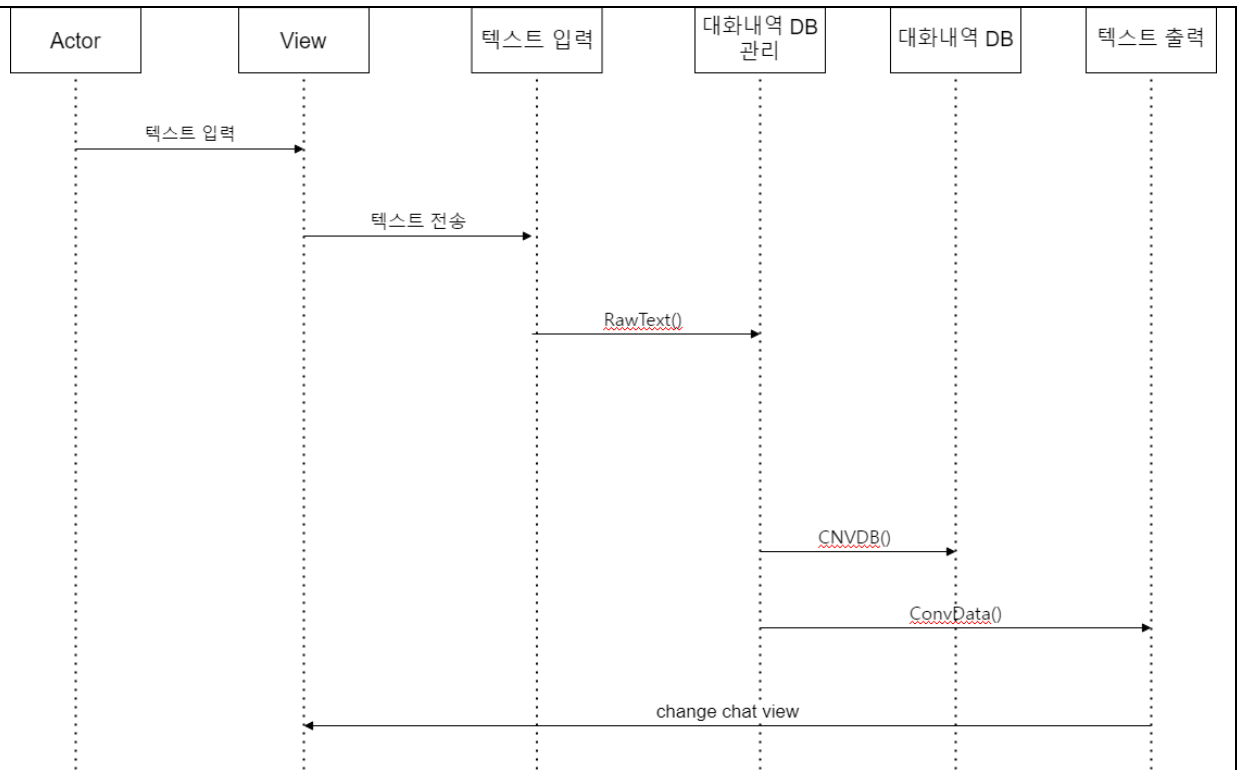 Actor
View
텍스트 입력
대화내역 DB
관리
대화내역 DB
텍스트 출력
텍스트 입력
텍스트 전송
RawText()
CNVDB()
ConvData()
change chat view